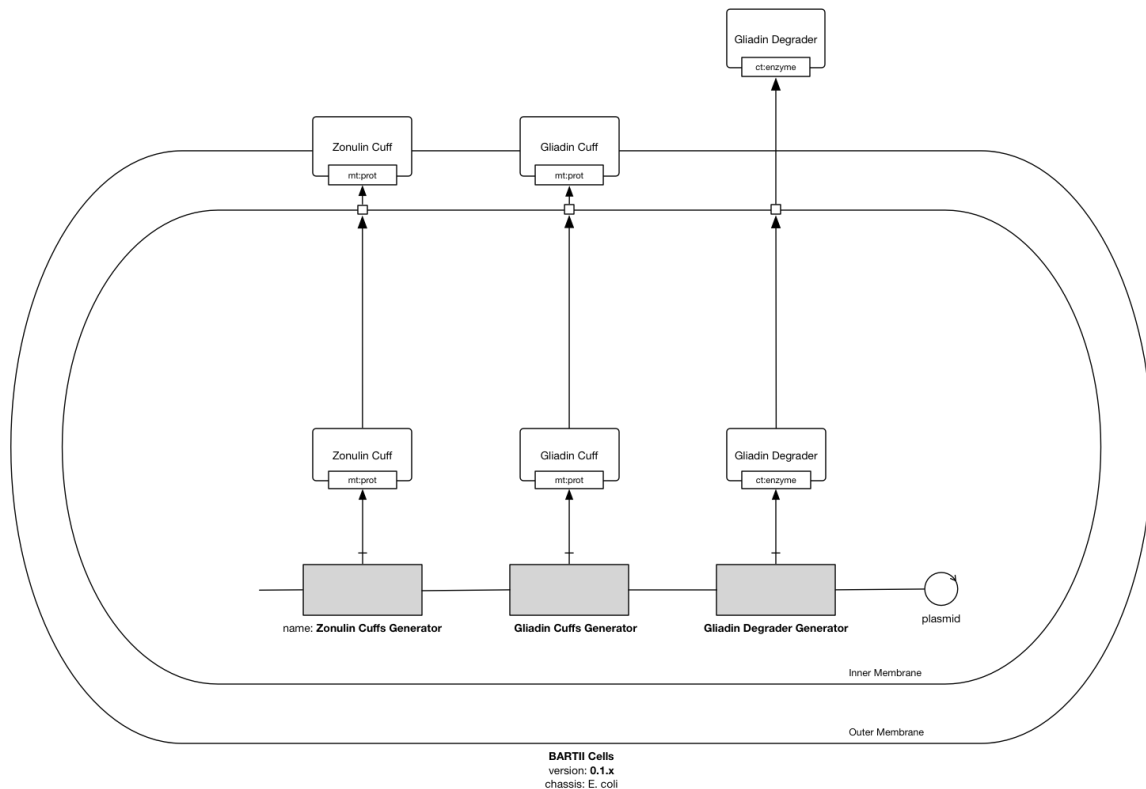 Gliadin Degrader
ct:enzyme
Zonulin Cuff
mt:prot
Gliadin Cuff
mt:prot
Zonulin Cuff
mt:prot
Gliadin Cuff
mt:prot
Gliadin Degrader
ct:enzyme
name: Zonulin Cuffs Generator
Gliadin Cuffs Generator
Gliadin Degrader Generator
plasmid
Inner Membrane
Outer Membrane
BARTII Cells
version: 0.1.x
chassis: E. coli